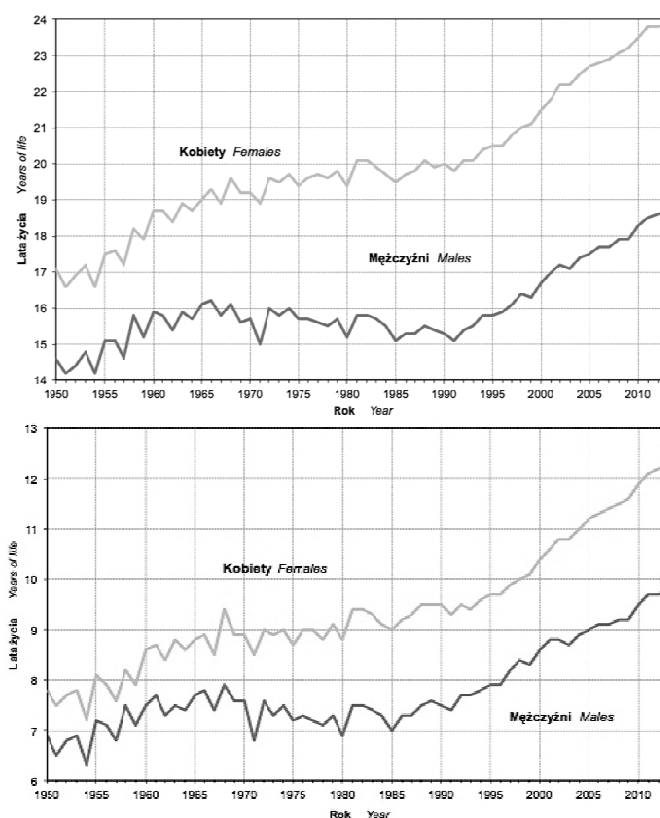 24
23
22
21
20
19
18
17
16
15
14
Lata życia Years of life
Kobiety Females
Mężczyźni Males
1950 1955 1960 1965 1970 1975 1980 1985 1990 1995 2000 2005 2010
Rok Year
13
12
11
10
9
8
7
6
Lata życia Years of life
Kobiety Females
Mężczyźni Males
1950 1955 1960 1965 1970 1975 1980 1985 1990 1995 2000 2005 2010
Rok Year